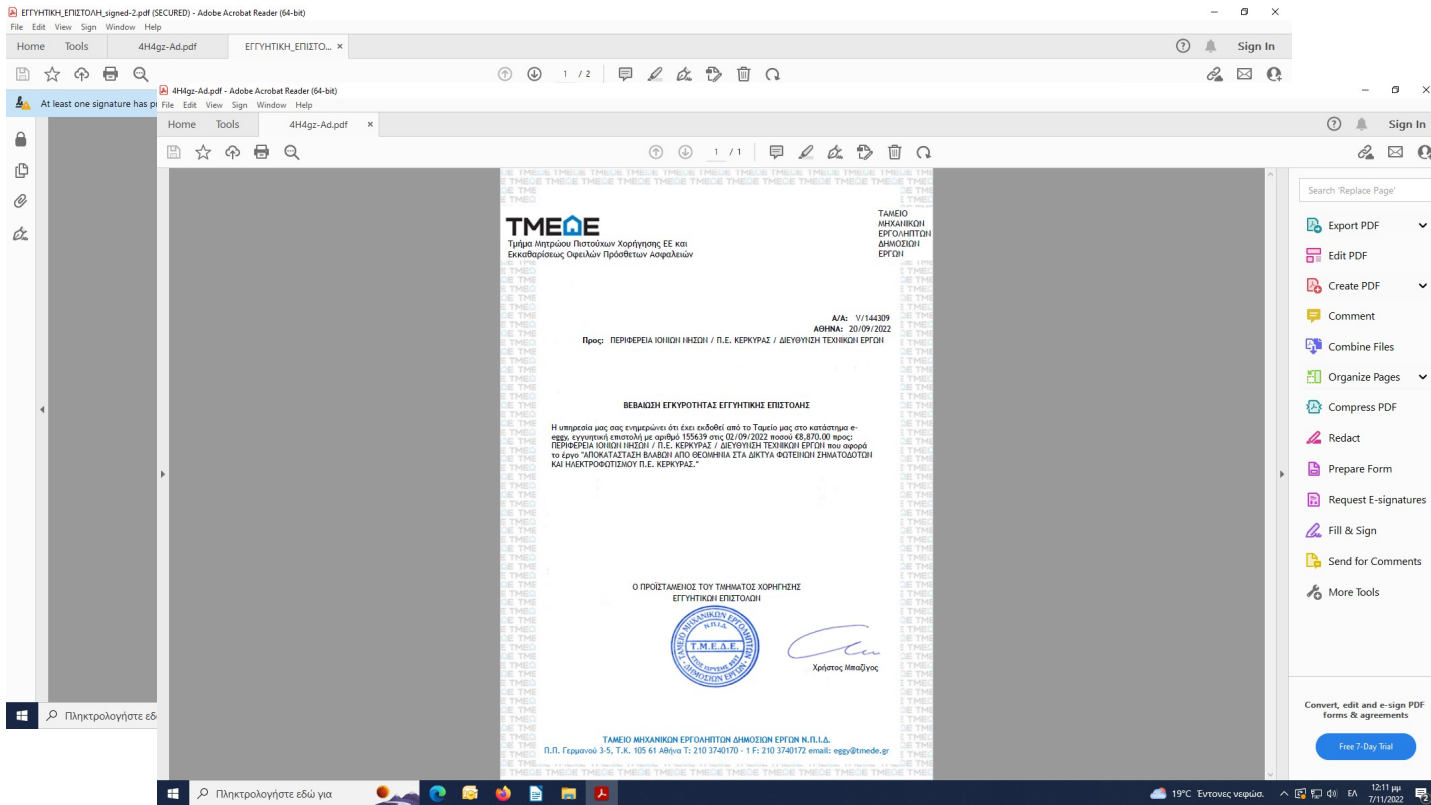 ΕΓΓΥΗΤΙΚΗ_ΕΠΙΣΤΟΛΗ_signed-2.pdf (SECURED) - Adobe Acrobat Reader (64-bit)
File Edit View Sign Window Help
Home Tools 4H4gz-Ad.pdf ΕΓΓΥΗΤΙΚΗ_ΕΠΙΣΤΟ... × Sign In
1 / 2
At least one signature has p
4H4gz-Ad.pdf - Adobe Acrobat Reader (64-bit)
File Edit View Sign Window Help
Home Tools 4H4gz-Ad.pdf × Sign In
1 / 1
ΤΜΕΔΕ
Τμήμα Μητρώου Πιστούχων Χορήγησης ΕΕ και
Εκκαθαρίσεως Οφειλών Πρόσθετων Ασφαλειών
ΤΑΜΕΙΟ
ΜΗΧΑΝΙΚΩΝ
ΕΡΓΟΛΗΠΤΩΝ
ΔΗΜΟΣΙΩΝ
ΕΡΓΩΝ
Α/Α: V/144309
ΑΘΗΝΑ: 20/09/2022
Προς: ΠΕΡΙΦΕΡΕΙΑ ΙΟΝΙΩΝ ΝΗΣΩΝ / Π.Ε. ΚΕΡΚΥΡΑΣ / ΔΙΕΥΘΥΝΣΗ ΤΕΧΝΙΚΩΝ ΕΡΓΩΝ
ΒΕΒΑΙΩΣΗ ΕΓΚΥΡΟΤΗΤΑΣ ΕΓΓΥΗΤΙΚΗΣ ΕΠΙΣΤΟΛΗΣ
Η υπηρεσία μας σας ενημερώνει ότι έχει εκδοθεί από το Ταμείο μας στο κατάστημα e-
eggy, εγγυητική επιστολή με αριθμό 155639 στις 02/09/2022 ποσού €8,870.00 προς:
ΠΕΡΙΦΕΡΕΙΑ ΙΟΝΙΩΝ ΝΗΣΩΝ / Π.Ε. ΚΕΡΚΥΡΑΣ / ΔΙΕΥΘΥΝΣΗ ΤΕΧΝΙΚΩΝ ΕΡΓΩΝ που αφορά
το έργο "ΑΠΟΚΑΤΑΣΤΑΣΗ ΒΛΑΒΩΝ ΑΠΟ ΘΕΟΜΗΝΙΑ ΣΤΑ ΔΙΚΤΥΑ ΦΩΤΕΙΝΩΝ ΣΗΜΑΤΟΔΟΤΩΝ
ΚΑΙ ΗΛΕΚΤΡΟΦΩΤΙΣΜΟΥ Π.Ε. ΚΕΡΚΥΡΑΣ."
Ο ΠΡΟΪΣΤΑΜΕΝΟΣ ΤΟΥ ΤΜΗΜΑΤΟΣ ΧΟΡΗΓΗΣΗΣ
ΕΓΓΥΗΤΙΚΩΝ ΕΠΙΣΤΟΛΩΝ
ΤΑΜΕΙΟ ΜΗΧΑΝΙΚΩΝ ΕΡΓΟΛΗΠΤΩΝ ΔΗΜΟΣΙΩΝ ΕΡΓΩΝ
Ν.Π.Ι.Δ.
Τ.Μ.Ε.Δ.Ε.
Χρήστος Μπαζίγος
ΤΑΜΕΙΟ ΜΗΧΑΝΙΚΩΝ ΕΡΓΟΛΗΠΤΩΝ ΔΗΜΟΣΙΩΝ ΕΡΓΩΝ Ν.Π.Ι.Δ.
Π.Π. Γερμανού 3-5, Τ.Κ. 105 61 Αθήνα Τ: 210 3740170 - 1 F: 210 3740172 email: eggy@tmede.gr
Search 'Replace Page'
Export PDF
Edit PDF
Create PDF
Comment
Combine Files
Organize Pages
Compress PDF
Redact
Prepare Form
Request E-signatures
Fill & Sign
Send for Comments
More Tools
Convert, edit and e-sign PDF
forms & agreements
Free 7-Day Trial
Πληκτρολογήστε εδ
Πληκτρολογήστε εδώ για
19°C Έντονες νεφώσ. ΕΛ 12:11 μμ
7/11/2022
2